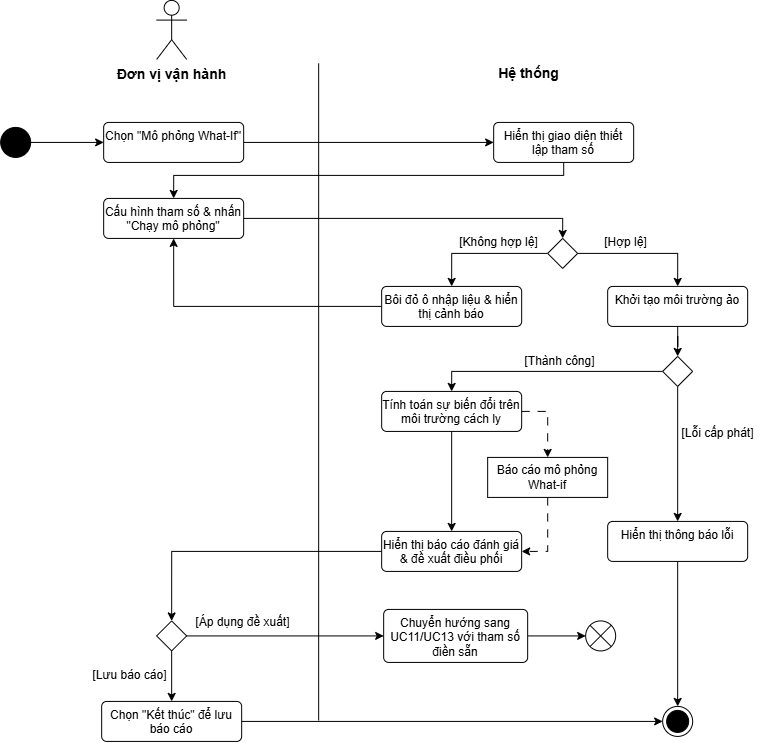 Đơn vị vận hành
Hệ thống
Chọn "Mô phỏng What-If"
Hiển thị giao diện thiết
lập tham số
Cấu hình tham số & nhấn
"Chạy mô phỏng"
[Không hợp lệ]
[Hợp lệ]
Bôi đỏ ô nhập liệu & hiển
thị cảnh báo
Khởi tạo môi trường ảo
[Thành công]
Tính toán sự biến đổi trên
môi trường cách ly
[Lỗi cấp phát]
Báo cáo mô phỏng
What-if
Hiển thị báo cáo đánh giá
& đề xuất điều phối
Hiển thị thông báo lỗi
[Áp dụng đề xuất]
Chuyển hướng sang
UC11/UC13 với tham số
điền sẵn
[Lưu báo cáo]
Chọn "Kết thúc" để lưu
báo cáo